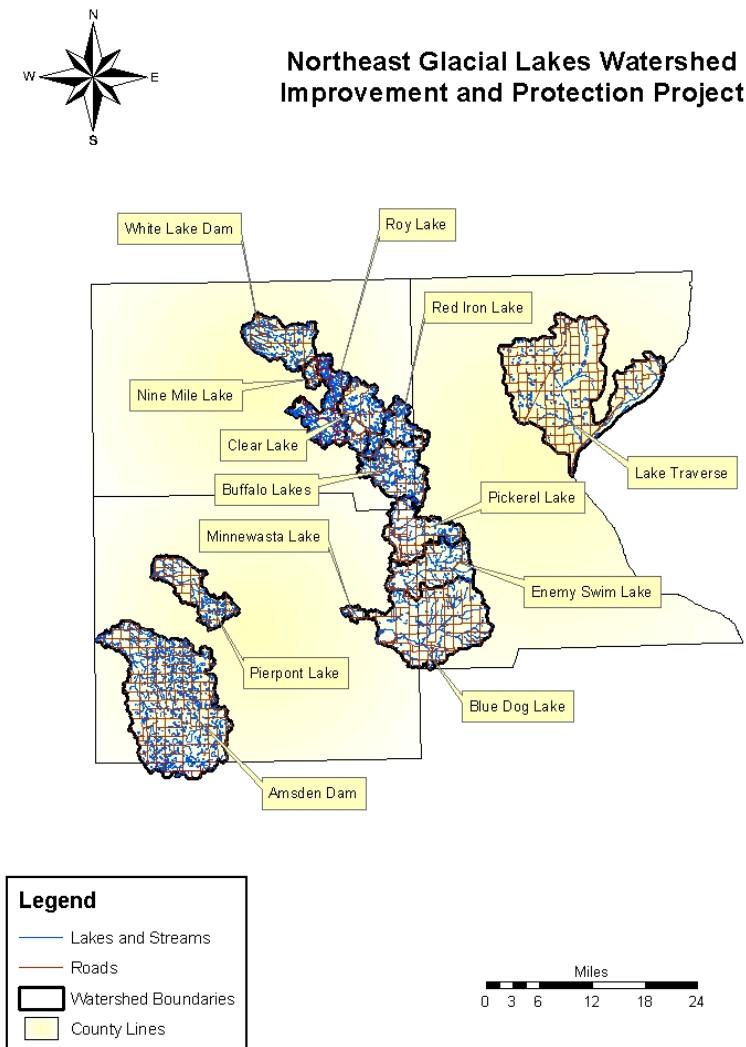 N
W
E
S
Northeast Glacial Lakes Watershed
Improvement and Protection Project
White Lake Dam
Roy Lake
Red Iron Lake
Nine Mile Lake
Clear Lake
Lake Traverse
Buffalo Lakes
Pickerel Lake
Minnewasta Lake
Enemy Swim Lake
Pierpont Lake
Blue Dog Lake
Amsden Dam
Legend
Lakes and Streams
Roads
Watershed Boundaries
County Lines
Miles
0 3 6 12 18 24